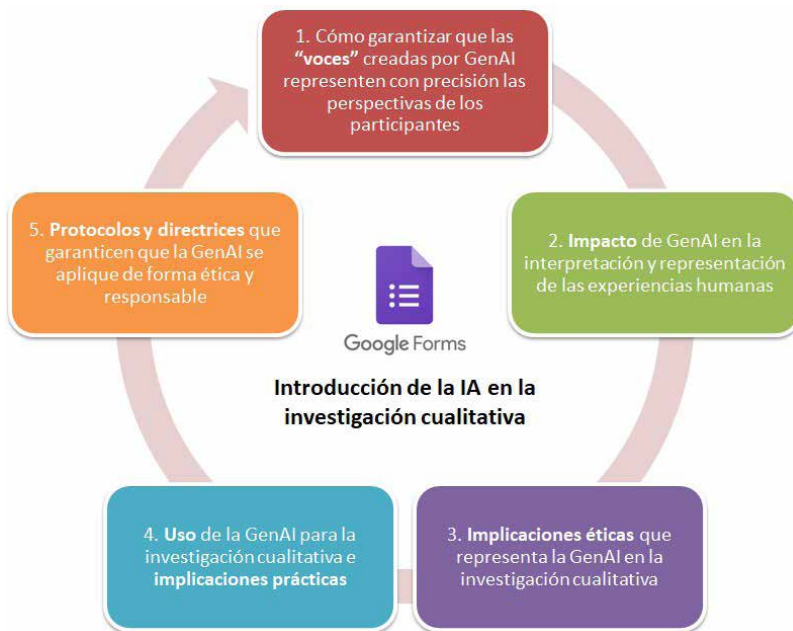 1. Cómo garantizar que las
“voces” creadas por GenAI
representen con precisión las
perspectivas de los
participantes
2. Impacto de GenAI en la
interpretación y representación
de las experiencias humanas
3. Implicaciones éticas que
representa la GenAI en la
investigación cualitativa
4. Uso de la GenAI para la
investigación cualitativa e
implicaciones prácticas
5. Protocolos y directrices que
garanticen que la GenAI se
aplique de forma ética y
responsable
Google Forms
Introducción de la IA en la
investigación cualitativa